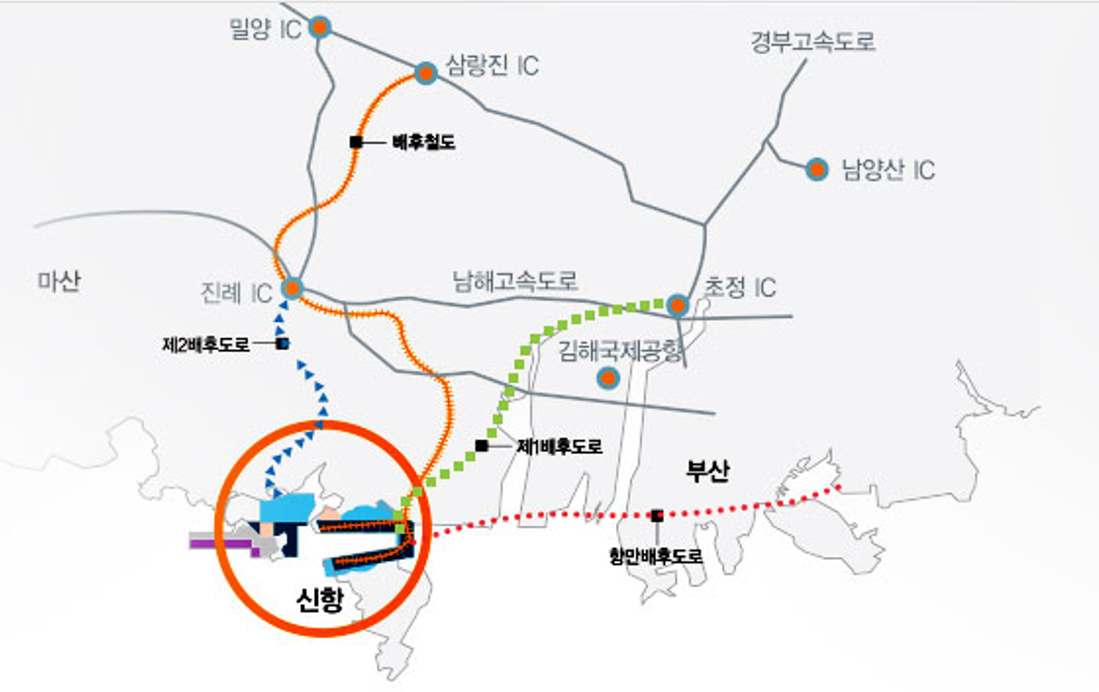 밀양 IC
삼랑진 IC
경부고속도로
배후철도
남양산 IC
마산
진례 IC
남해고속도로
초정 IC
제2배후도로
김해국제공항
제1배후도로
부산
항만배후도로
신항